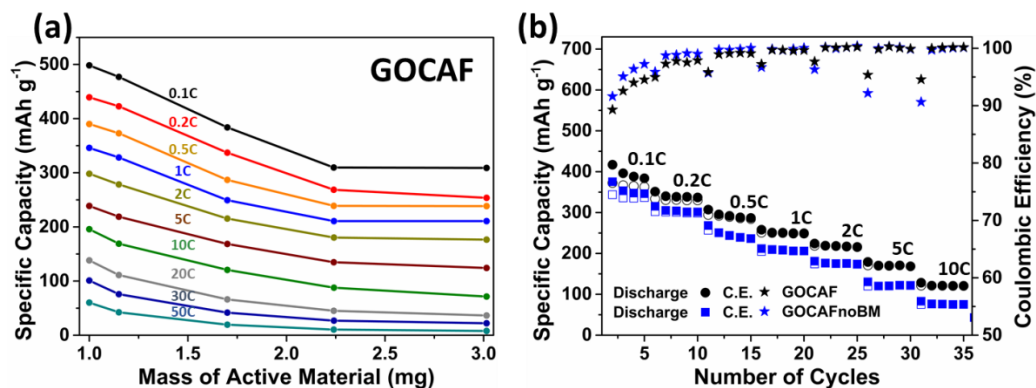 (a)
GOCAF
Specific Capacity (mAh g-1)
500
400
300
200
100
0
0.1C
0.2C
0.5C
1C
2C
5C
10C
20C
30C
50C
1.0
1.5
2.0
2.5
3.0
Mass of Active Material (mg)
(b)
Specific Capacity (mAh g-1)
700
600
500
400
300
200
100
0
0.1C
0.2C
0.5C
1C
2C
5C
10C
Discharge C.E. GOCAF
Discharge C.E. GOCAFnoBM
5
10
15
20
25
30
35
Number of Cycles
100
90
80
70
60
50
Coulombic Efficiency (%)